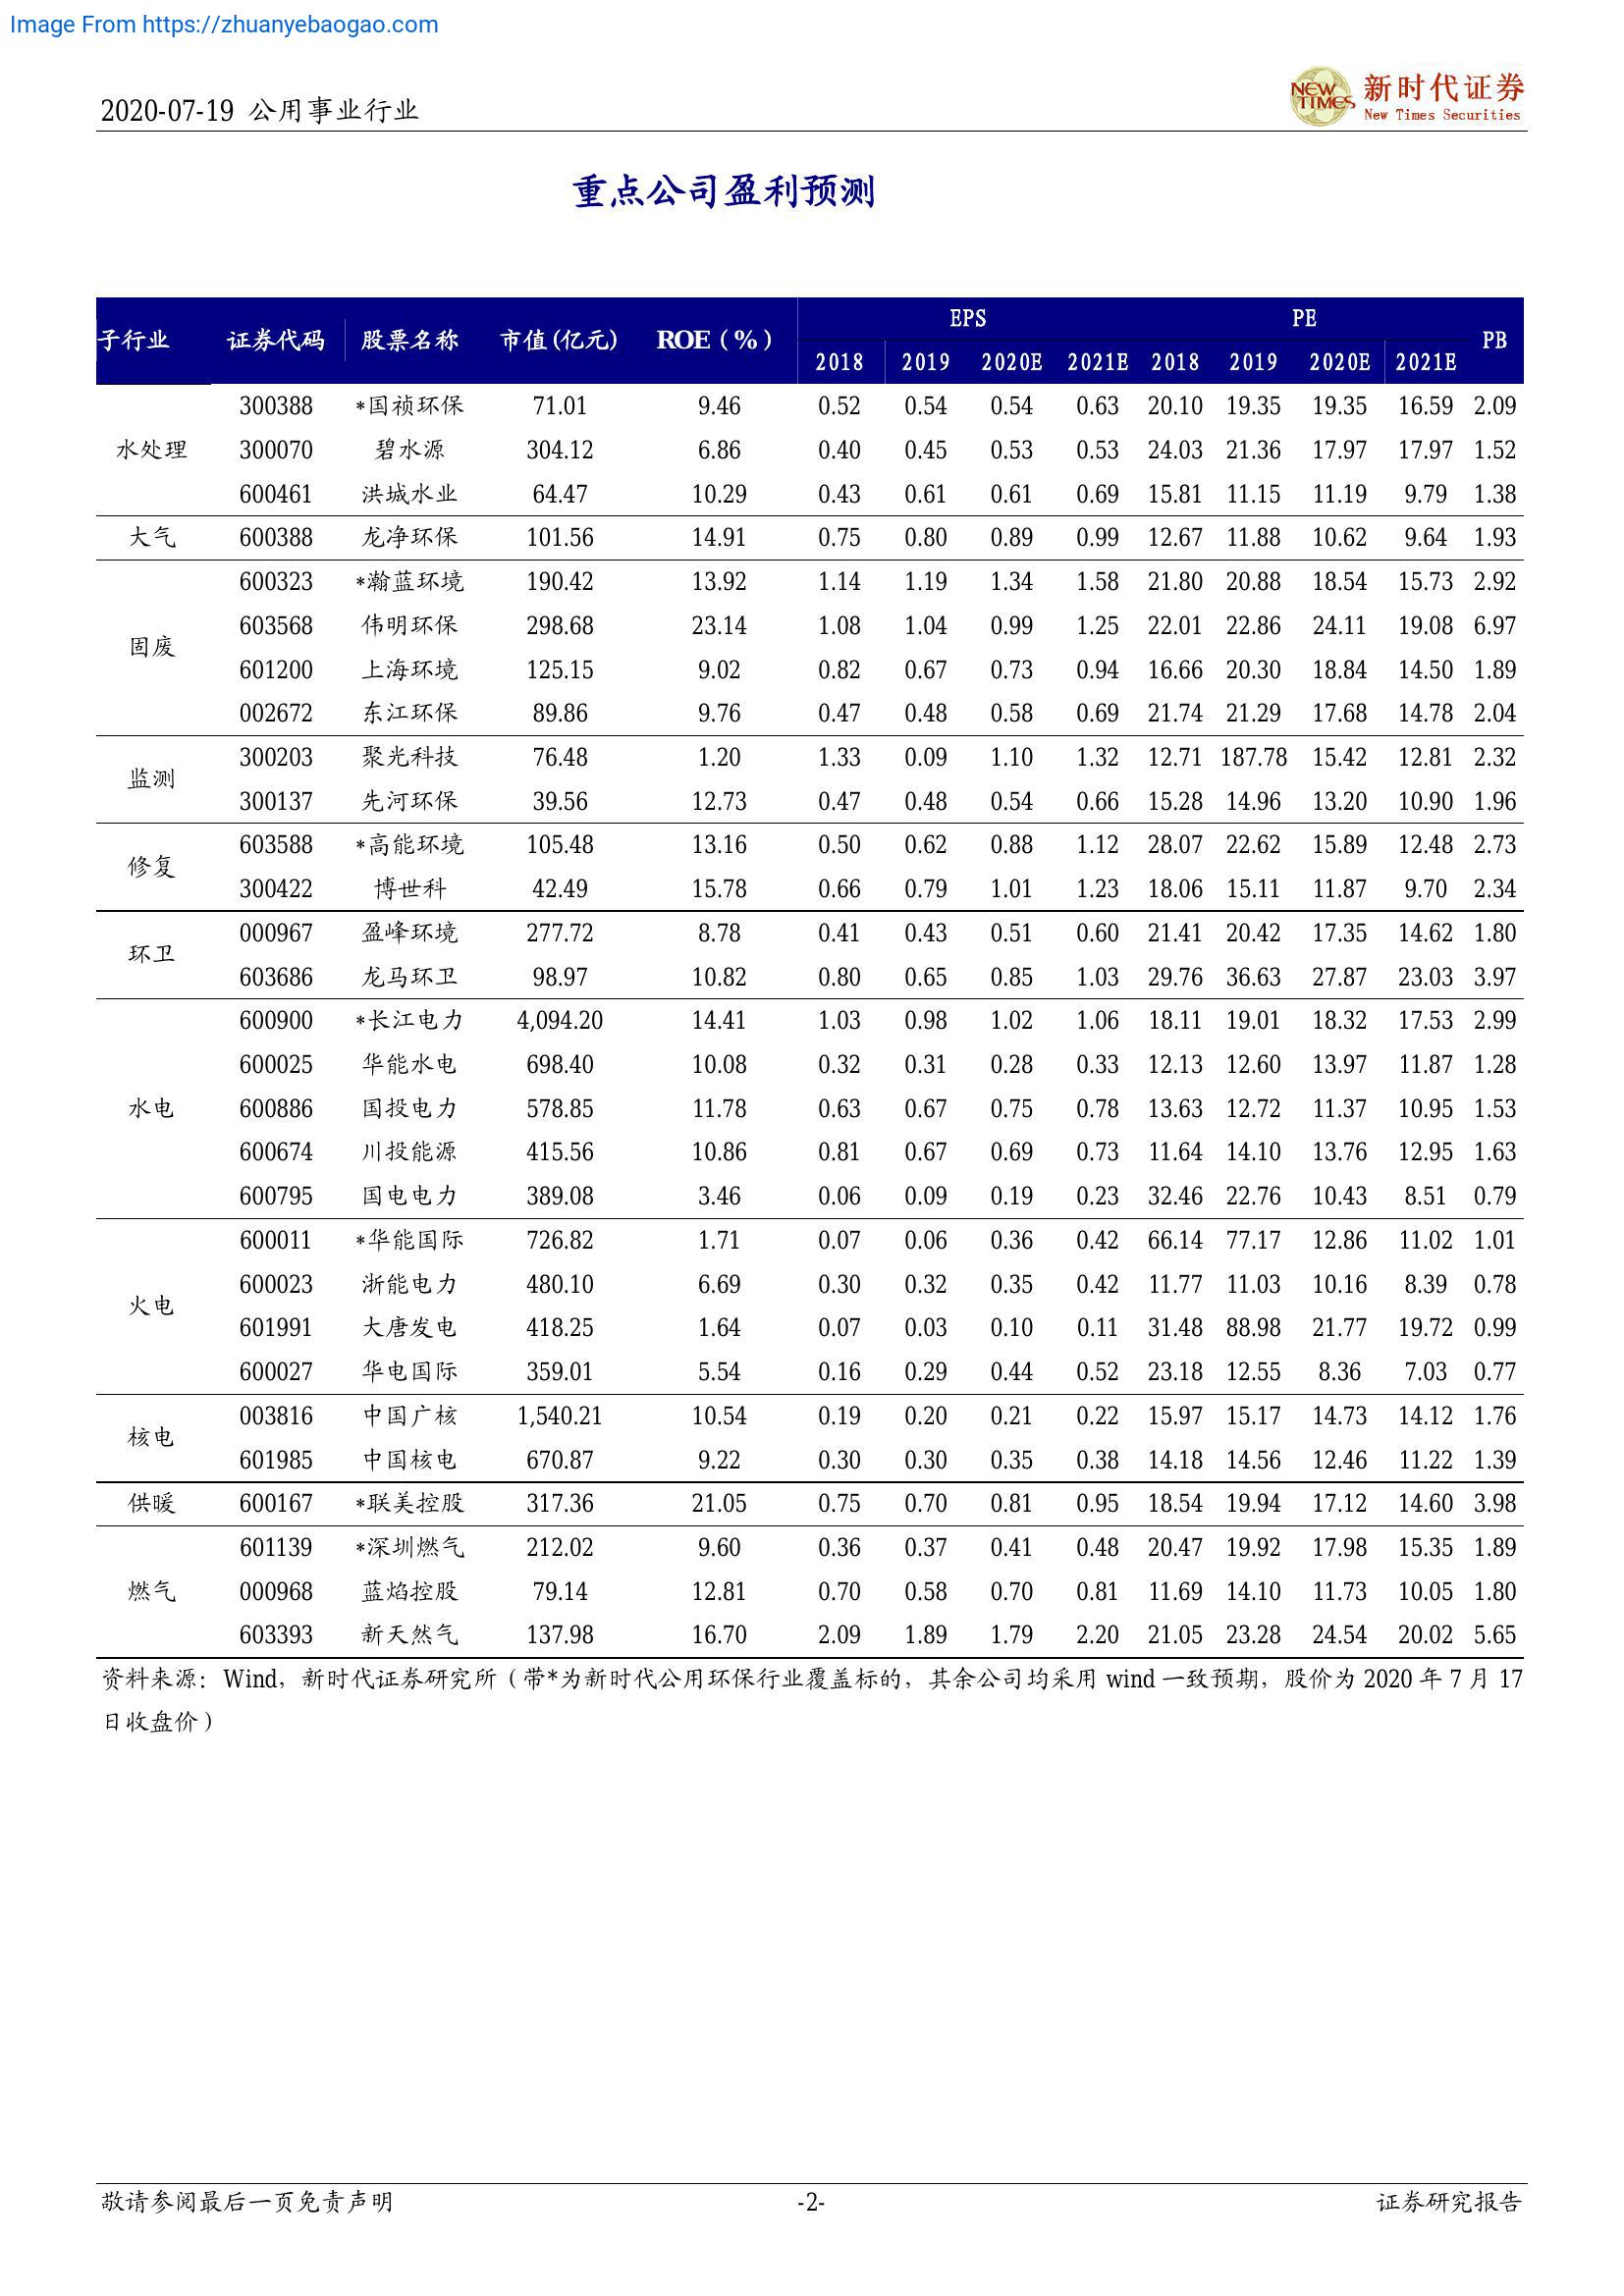 Image From https://zhuanyebaogao.com
2020-07-19 公用事业行业
NEW TIMES 新时代证券
New Times Securities
重点公司盈利预测
子行业 证券代码 股票名称 市值(亿元) ROE（%） EPS PE PB
2018 2019 2020E 2021E 2018 2019 2020E 2021E
300388 *国祯环保 71.01 9.46 0.52 0.54 0.54 0.63 20.10 19.35 19.35 16.59 2.09
水处理 300070 碧水源 304.12 6.86 0.40 0.45 0.53 0.53 24.03 21.36 17.97 17.97 1.52
600461 洪城水业 64.47 10.29 0.43 0.61 0.61 0.69 15.81 11.15 11.19 9.79 1.38
大气 600388 龙净环保 101.56 14.91 0.75 0.80 0.89 0.99 12.67 11.88 10.62 9.64 1.93
600323 *瀚蓝环境 190.42 13.92 1.14 1.19 1.34 1.58 21.80 20.88 18.54 15.73 2.92
固废 603568 伟明环保 298.68 23.14 1.08 1.04 0.99 1.25 22.01 22.86 24.11 19.08 6.97
601200 上海环境 125.15 9.02 0.82 0.67 0.73 0.94 16.66 20.30 18.84 14.50 1.89
002672 东江环保 89.86 9.76 0.47 0.48 0.58 0.69 21.74 21.29 17.68 14.78 2.04
监测 300203 聚光科技 76.48 1.20 1.33 0.09 1.10 1.32 12.71 187.78 15.42 12.81 2.32
300137 先河环保 39.56 12.73 0.47 0.48 0.54 0.66 15.28 14.96 13.20 10.90 1.96
修复 603588 *高能环境 105.48 13.16 0.50 0.62 0.88 1.12 28.07 22.62 15.89 12.48 2.73
300422 博世科 42.49 15.78 0.66 0.79 1.01 1.23 18.06 15.11 11.87 9.70 2.34
环卫 000967 盈峰环境 277.72 8.78 0.41 0.43 0.51 0.60 21.41 20.42 17.35 14.62 1.80
603686 龙马环卫 98.97 10.82 0.80 0.65 0.85 1.03 29.76 36.63 27.87 23.03 3.97
600900 *长江电力 4,094.20 14.41 1.03 0.98 1.02 1.06 18.11 19.01 18.32 17.53 2.99
600025 华能水电 698.40 10.08 0.32 0.31 0.28 0.33 12.13 12.60 13.97 11.87 1.28
水电 600886 国投电力 578.85 11.78 0.63 0.67 0.75 0.78 13.63 12.72 11.37 10.95 1.53
600674 川投能源 415.56 10.86 0.81 0.67 0.69 0.73 11.64 14.10 13.76 12.95 1.63
600795 国电电力 389.08 3.46 0.06 0.09 0.19 0.23 32.46 22.76 10.43 8.51 0.79
600011 *华能国际 726.82 1.71 0.07 0.06 0.36 0.42 66.14 77.17 12.86 11.02 1.01
火电 600023 浙能电力 480.10 6.69 0.30 0.32 0.35 0.42 11.77 11.03 10.16 8.39 0.78
601991 大唐发电 418.25 1.64 0.07 0.03 0.10 0.11 31.48 88.98 21.77 19.72 0.99
600027 华电国际 359.01 5.54 0.16 0.29 0.44 0.52 23.18 12.55 8.36 7.03 0.77
核电 003816 中国广核 1,540.21 10.54 0.19 0.20 0.21 0.22 15.97 15.17 14.73 14.12 1.76
601985 中国核电 670.87 9.22 0.30 0.30 0.35 0.38 14.18 14.56 12.46 11.22 1.39
供暖 600167 *联美控股 317.36 21.05 0.75 0.70 0.81 0.95 18.54 19.94 17.12 14.60 3.98
601139 *深圳燃气 212.02 9.60 0.36 0.37 0.41 0.48 20.47 19.92 17.98 15.35 1.89
燃气 000968 蓝焰控股 79.14 12.81 0.70 0.58 0.70 0.81 11.69 14.10 11.73 10.05 1.80
603393 新天然气 137.98 16.70 2.09 1.89 1.79 2.20 21.05 23.28 24.54 20.02 5.65
资料来源：Wind，新时代证券研究所（带*为新时代公用环保行业覆盖标的，其余公司均采用 wind 一致预期，股价为 2020 年 7 月 17
日收盘价）
敬请参阅最后一页免责声明 -2- 证券研究报告